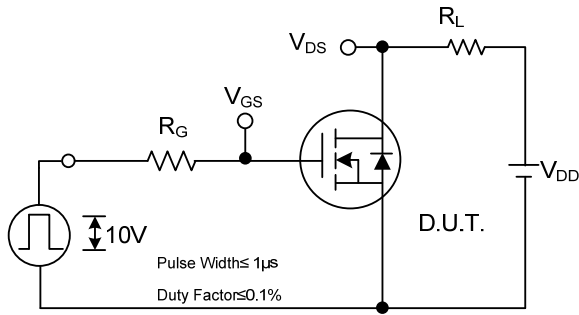 RL
VDS
VGS
RG
VDD
10V
D.U.T.
Pulse Width≤ 1μs
Duty Factor≤0.1%